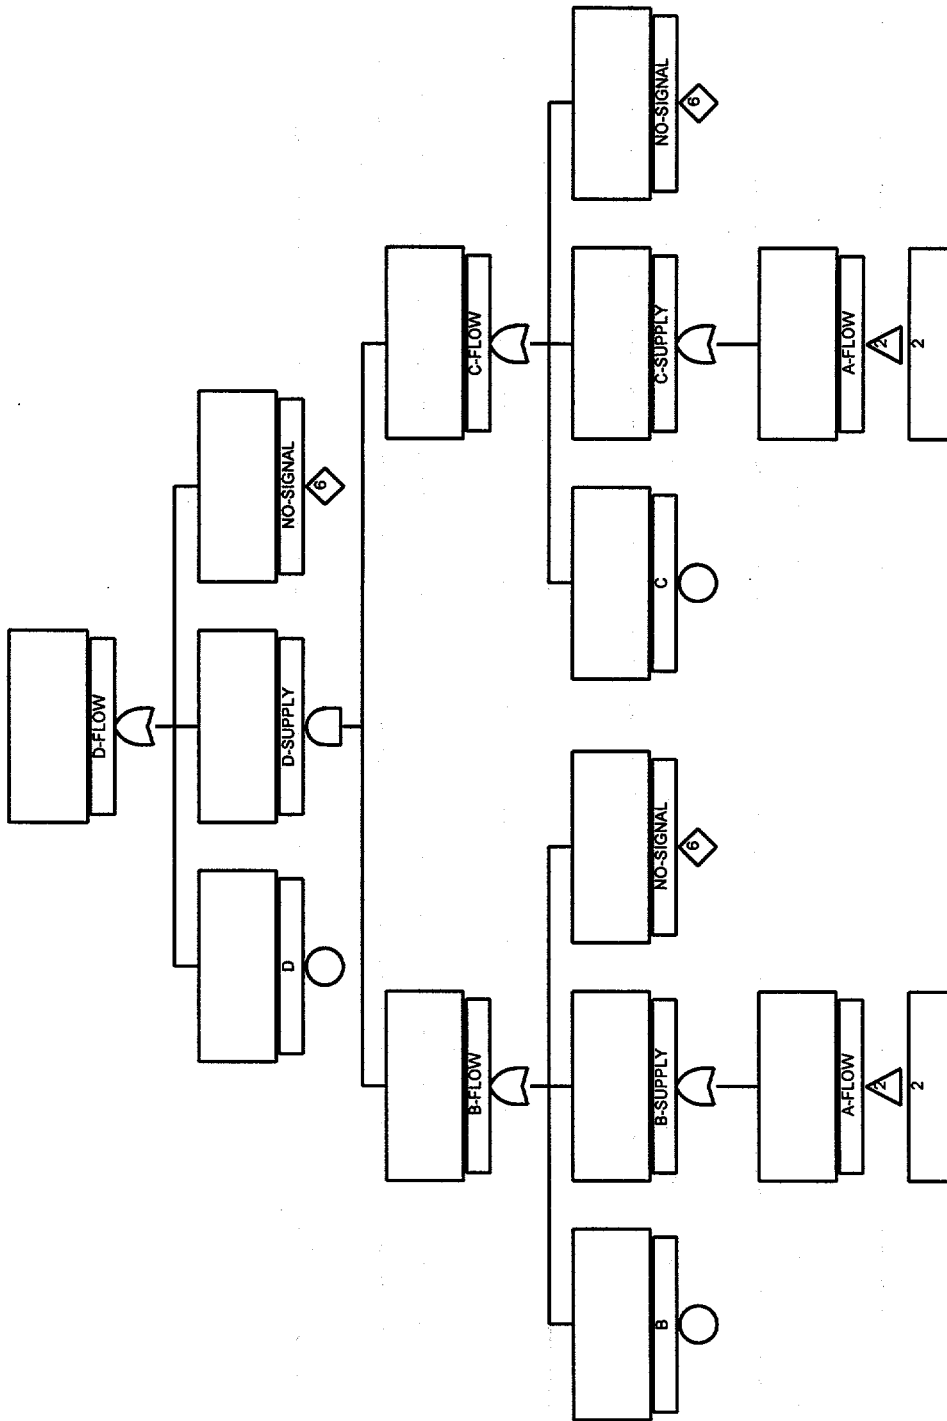 D-FLOW
D
D-SUPPLY
NO-SIGNAL
6
B-FLOW
C-FLOW
B
B-SUPPLY
NO-SIGNAL
6
C
C-SUPPLY
NO-SIGNAL
6
A-FLOW
2
2
A-FLOW
2
2